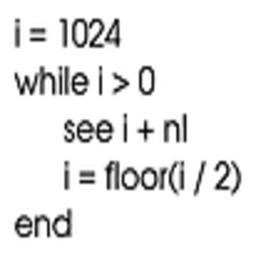 i = 1024
while i > 0
see i + nl
i = floor(i / 2)
end